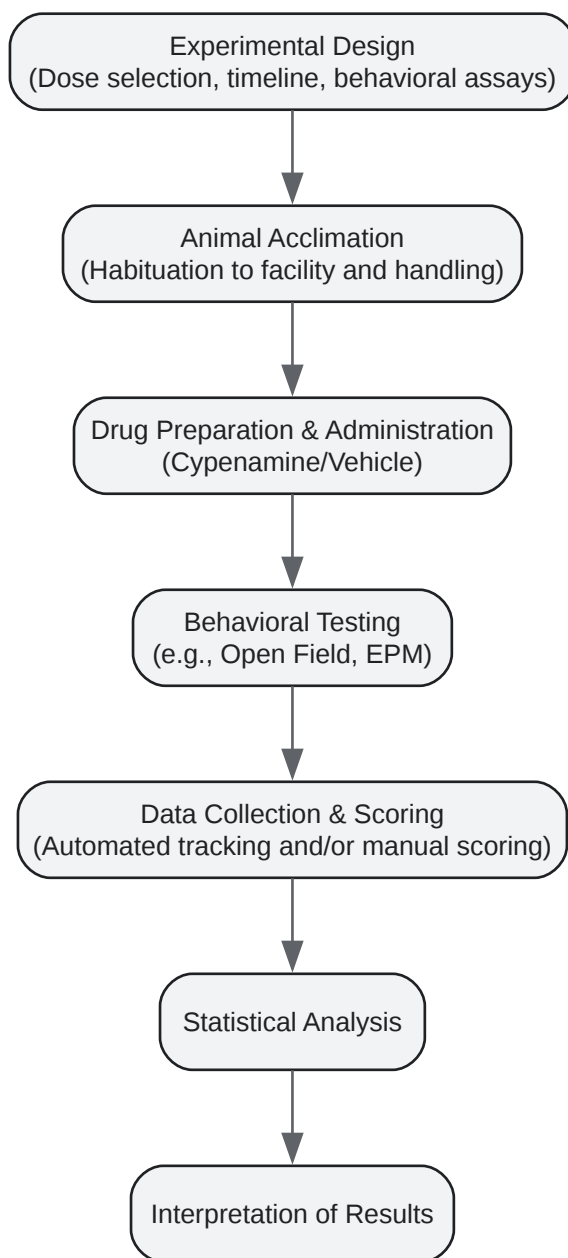 Experimental Design
(Dose selection, timeline, behavioral assays)
Animal Acclimation
(Habituation to facility and handling)
Drug Preparation & Administration
(Cypenamine/Vehicle)
Behavioral Testing
(e.g., Open Field, EPM)
Data Collection & Scoring
(Automated tracking and/or manual scoring)
Statistical Analysis
Interpretation of Results